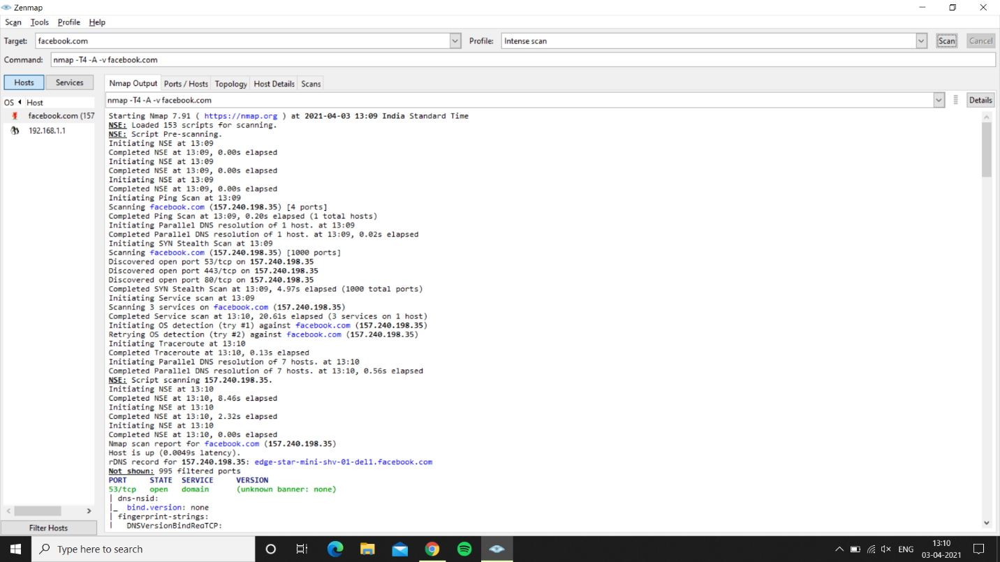 Zenmap
Scan Tools Profile Help
Target: facebook.com Profile: Intense scan Scan Cancel
Command: nmap -T4 -A -v facebook.com
Hosts Services
OS Host
facebook.com (157
192.168.1.1
Filter Hosts
Nmap Output Ports / Hosts Topology Host Details Scans
nmap -T4 -A -v facebook.com Details
Starting Nmap 7.91 ( https://nmap.org ) at 2021-04-03 13:09 India Standard Time
NSE: Loaded 153 scripts for scanning.
NSE: Script Pre-scanning.
Initiating NSE at 13:09
Completed NSE at 13:09, 0.00s elapsed
Initiating NSE at 13:09
Completed NSE at 13:09, 0.00s elapsed
Initiating NSE at 13:09
Completed NSE at 13:09, 0.00s elapsed
Initiating Ping Scan at 13:09
Scanning facebook.com (157.240.198.35) [4 ports]
Completed Ping Scan at 13:09, 0.20s elapsed (1 total hosts)
Initiating Parallel DNS resolution of 1 host. at 13:09
Completed Parallel DNS resolution of 1 host. at 13:09, 0.02s elapsed
Initiating SYN Stealth Scan at 13:09
Scanning facebook.com (157.240.198.35) [1000 ports]
Discovered open port 53/tcp on 157.240.198.35
Discovered open port 443/tcp on 157.240.198.35
Discovered open port 80/tcp on 157.240.198.35
Completed SYN Stealth Scan at 13:09, 4.97s elapsed (1000 total ports)
Initiating Service scan at 13:09
Scanning 3 services on facebook.com (157.240.198.35)
Completed Service scan at 13:10, 20.61s elapsed (3 services on 1 host)
Initiating OS detection (try #1) against facebook.com (157.240.198.35)
Retrying OS detection (try #2) against facebook.com (157.240.198.35)
Initiating Traceroute at 13:10
Completed Traceroute at 13:10, 0.13s elapsed
Initiating Parallel DNS resolution of 7 hosts. at 13:10
Completed Parallel DNS resolution of 7 hosts. at 13:10, 0.56s elapsed
NSE: Script scanning 157.240.198.35.
Initiating NSE at 13:10
Completed NSE at 13:10, 8.46s elapsed
Initiating NSE at 13:10
Completed NSE at 13:10, 2.32s elapsed
Initiating NSE at 13:10
Completed NSE at 13:10, 0.00s elapsed
Nmap scan report for facebook.com (157.240.198.35)
Host is up (0.0049s latency).
rDNS record for 157.240.198.35: edge-star-mini-shv-01-del1.facebook.com
Not shown: 995 filtered ports
PORT STATE SERVICE VERSION
53/tcp open domain (unknown banner: none)
| dns-nsid:
|_ bind.version: none
| fingerprint-strings:
| DNSVersionBindReqTCP:
Type here to search
ENG
13:10
03-04-2021